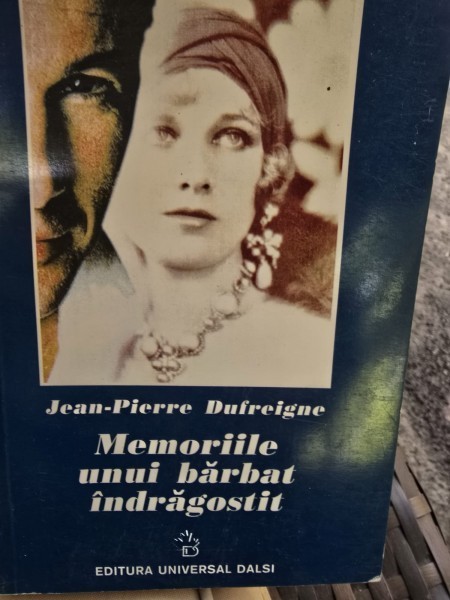 Jean-Pierre Dufreigne
Memoriile
unui bărbat
îndrăgostit
EDITURA UNIVERSAL DALSI